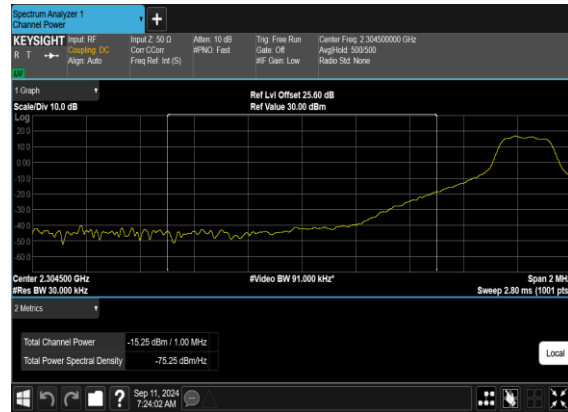 Spectrum Analyzer 1
Channel Power
+
KEYSIGHT Input: RF Input Z: 50 Ω Atten: 10 dB Trig: Free Run Center Freq: 2.304500000 GHz
R T Coupling: DC Corr CCorr #PNO: Fast Gate: Off Avg|Hold: 500/500
Align: Auto Freq Ref: Int (S) #IF Gain: Low Radio Std: None
1 Graph
Ref Lvl Offset 25.60 dB
Scale/Div 10.0 dB Ref Value 30.00 dBm
Log
20.0
10.0
0.00
-10.0
-20.0
-30.0
-40.0
-50.0
-60.0
Center 2.304500 GHz #Video BW 91.000 kHz* Span 2 MHz
#Res BW 30.000 kHz Sweep 2.80 ms (1001 pts
2 Metrics
Total Channel Power -15.25 dBm / 1.00 MHz
Total Power Spectral Density -75.25 dBm/Hz
Local
? Sep 11, 2024
7:24:02 AM